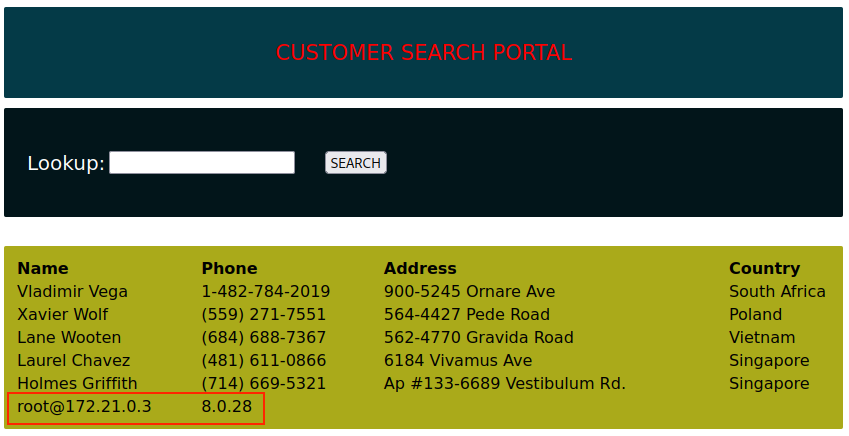 CUSTOMER SEARCH PORTAL
Lookup: SEARCH
Name Phone Address Country
Vladimir Vega 1-482-784-2019 900-5245 Ornare Ave South Africa
Xavier Wolf (559) 271-7551 564-4427 Pede Road Poland
Lane Wooten (684) 688-7367 562-4770 Gravida Road Vietnam
Laurel Chavez (481) 611-0866 6184 Vivamus Ave Singapore
Holmes Griffith (714) 669-5321 Ap #133-6689 Vestibulum Rd. Singapore
root@172.21.0.3 8.0.28